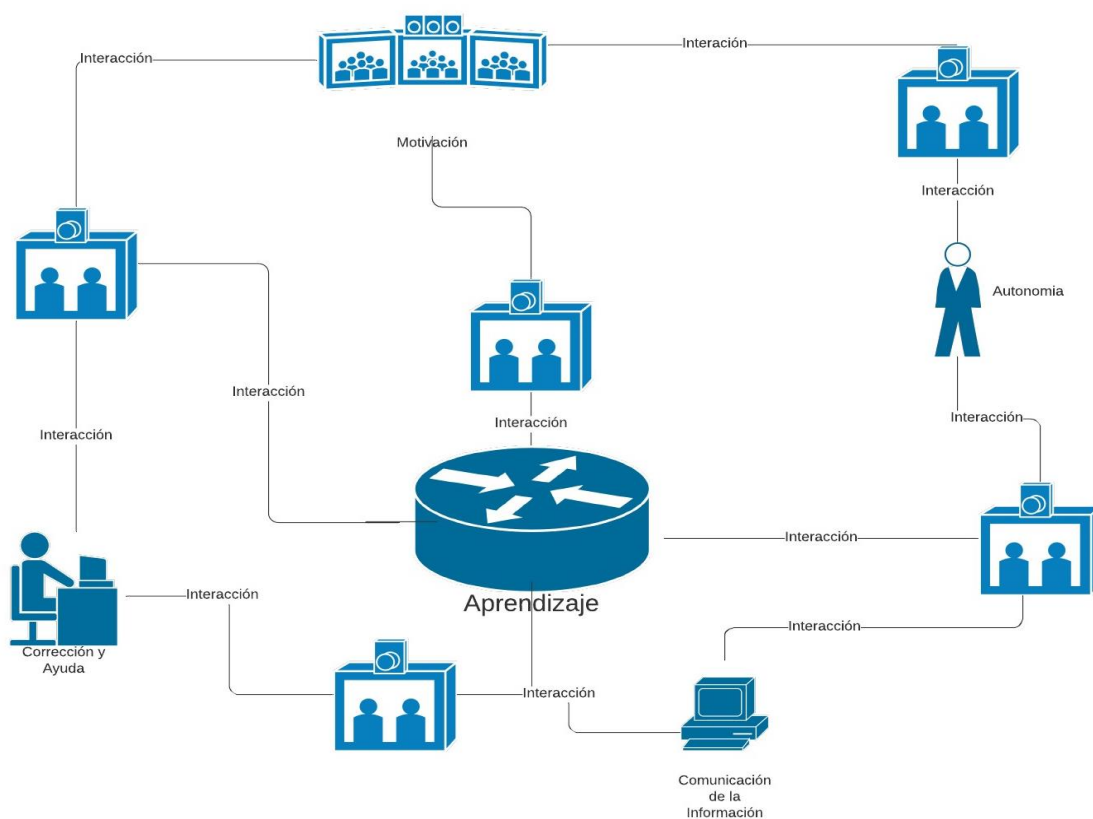 Interacción
Interación
Motivación
Interacción
Autonomia
Interacción
Interacción
Interacción
Interacción
Interacción
Aprendizaje
Interacción
Interacción
Corrección y
Ayuda
Interacción
Comunicación
de la
Información